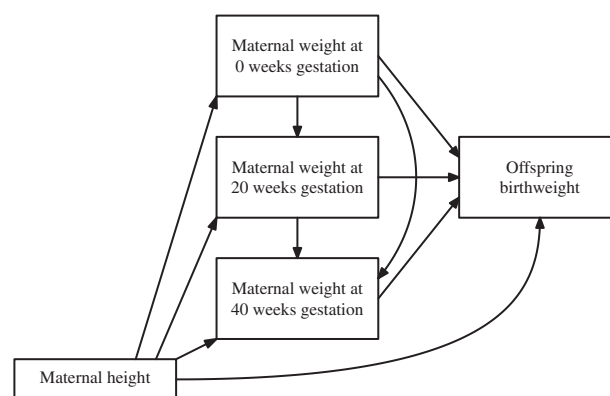 Maternal weight at
0 weeks gestation
Maternal weight at
20 weeks gestation
Offspring
birthweight
Maternal weight at
40 weeks gestation
Maternal height